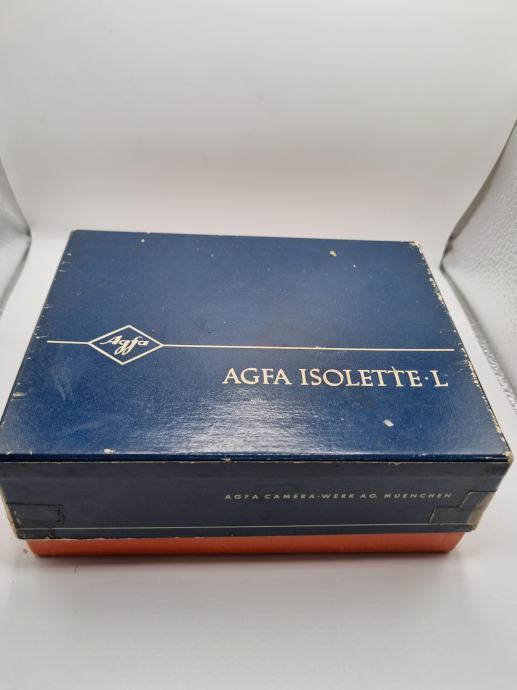 Agfa
AGFA ISOLETTE·L
AGFA CAMERA-WERK AG. MUENCHEN